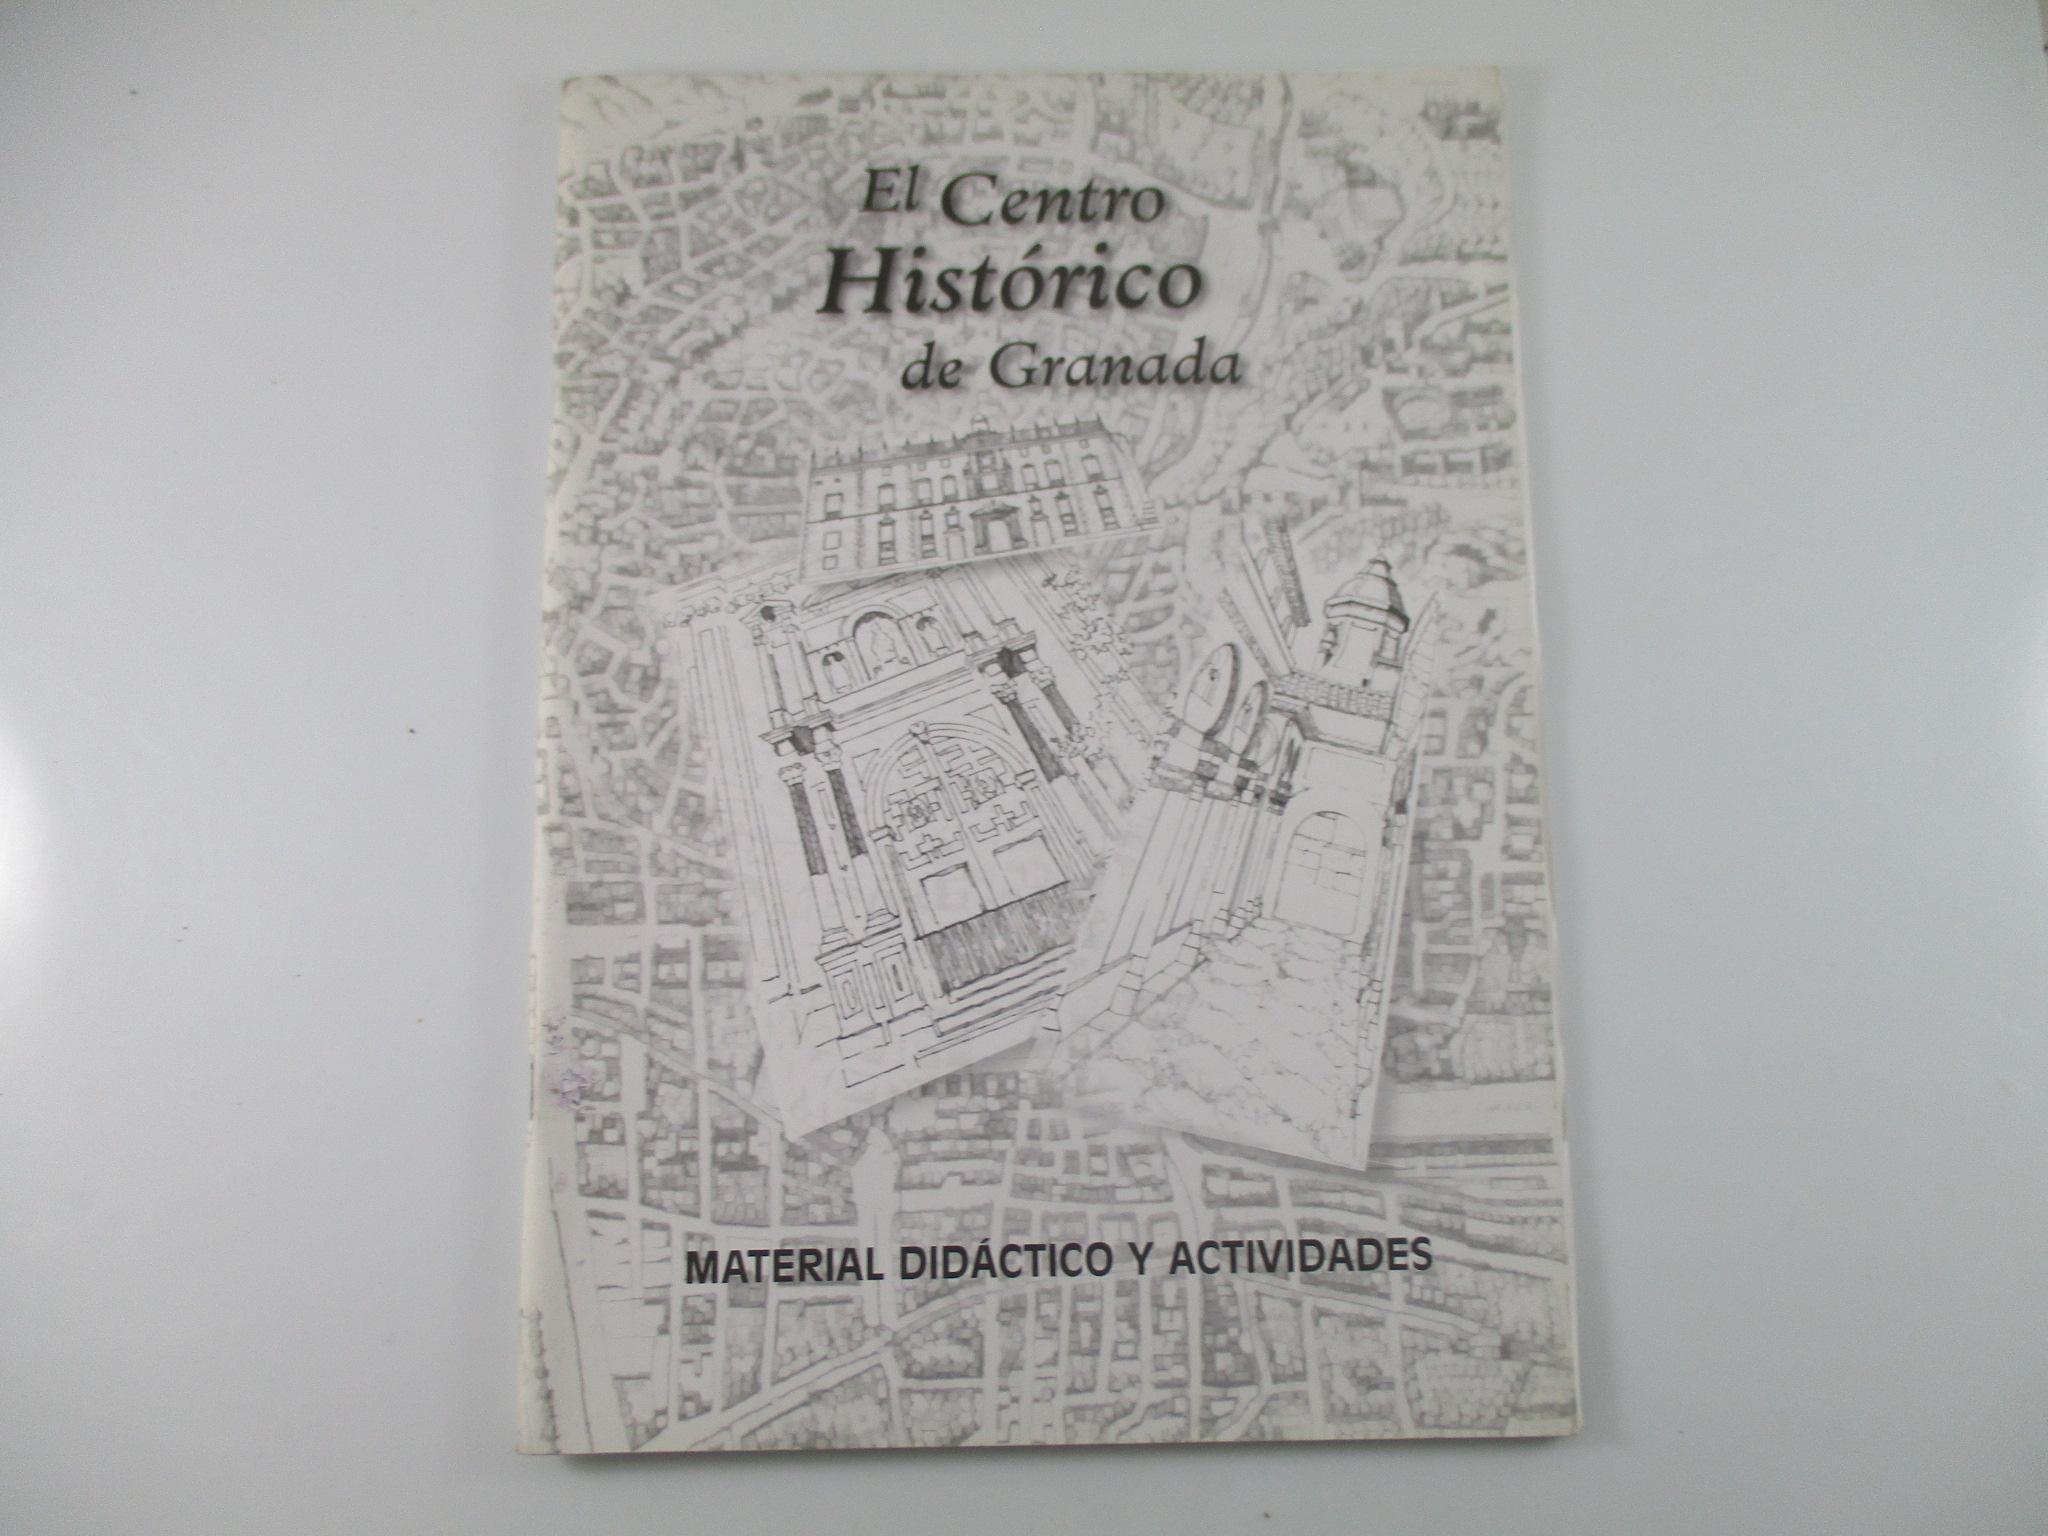 El Centro
Histórico
de Granada
MATERIAL DIDÁCTICO Y ACTIVIDADES